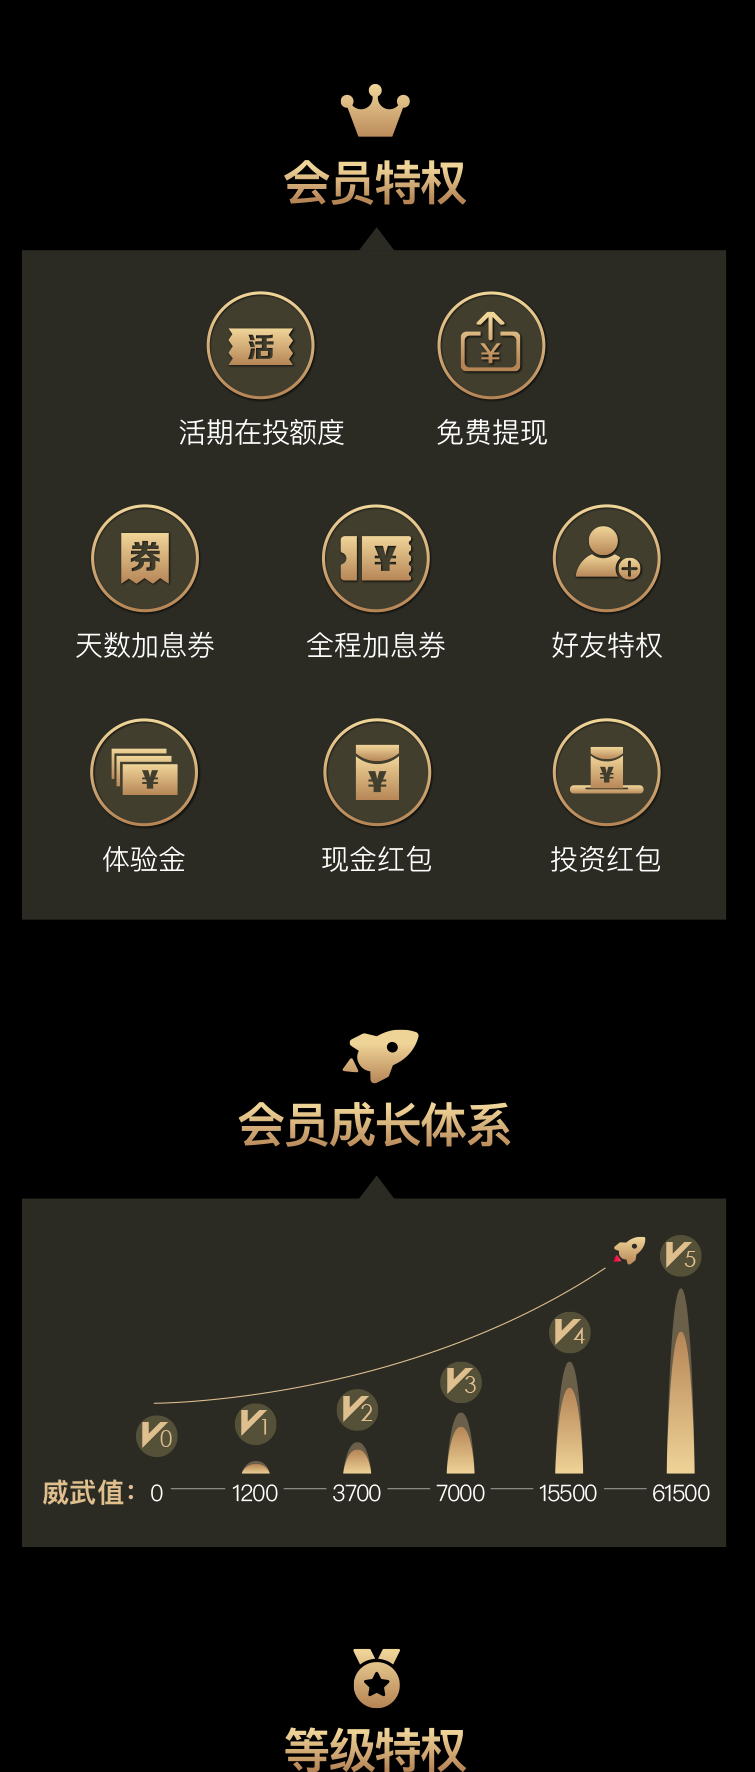 会员特权
活
¥
活期在投额度 免费提现
券
¥
天数加息券 全程加息券 好友特权
¥ ¥ ¥
体验金 现金红包 投资红包
会员成长体系
V5
V4
V3
V2
V1
V0
威武值: 0 1200 3700 7000 15500 61500
等级特权